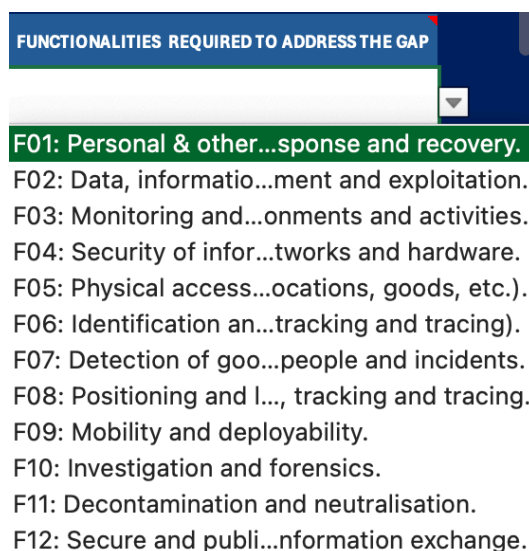 FUNCTIONALITIES REQUIRED TO ADDRESS THE GAP
F01: Personal & other...sponse and recovery.
F02: Data, informatio...ment and exploitation.
F03: Monitoring and...onments and activities.
F04: Security of infor...tworks and hardware.
F05: Physical access...ocations, goods, etc.).
F06: Identification an...tracking and tracing).
F07: Detection of goo...people and incidents.
F08: Positioning and l..., tracking and tracing.
F09: Mobility and deployability.
F10: Investigation and forensics.
F11: Decontamination and neutralisation.
F12: Secure and publi...nformation exchange.